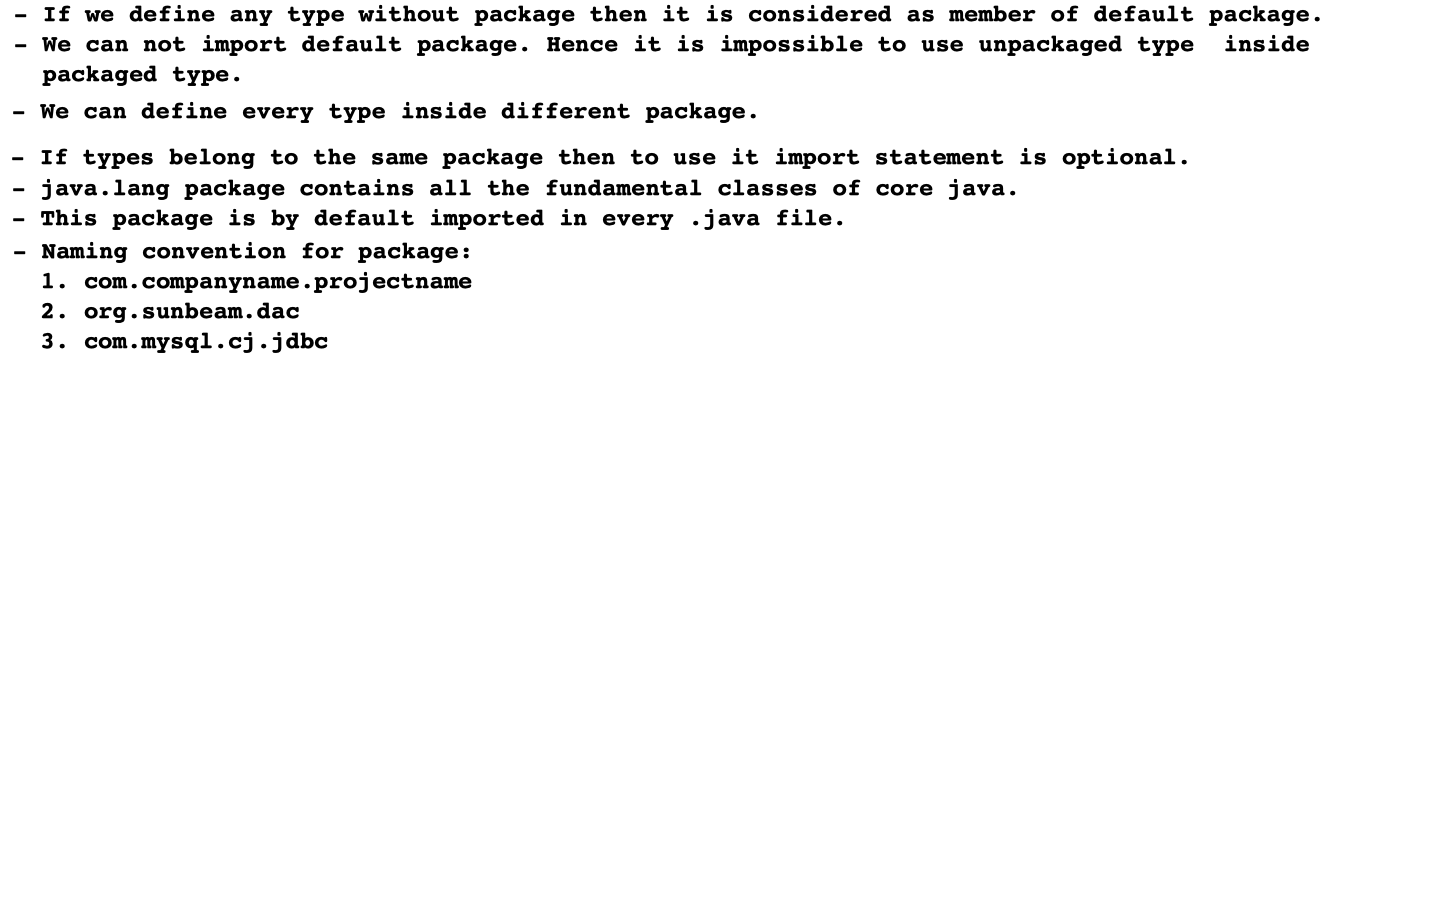 - If we define any type without package then it is considered as member of default package.
- We can not import default package. Hence it is impossible to use unpackaged type  inside
packaged type.
- We can define every type inside different package.
- If types belong to the same package then to use it import statement is optional.
- java.lang package contains all the fundamental classes of core java.
- This package is by default imported in every .java file.
- Naming convention for package:
1. com.companyname.projectname
2. org.sunbeam.dac
3. com.mysql.cj.jdbc